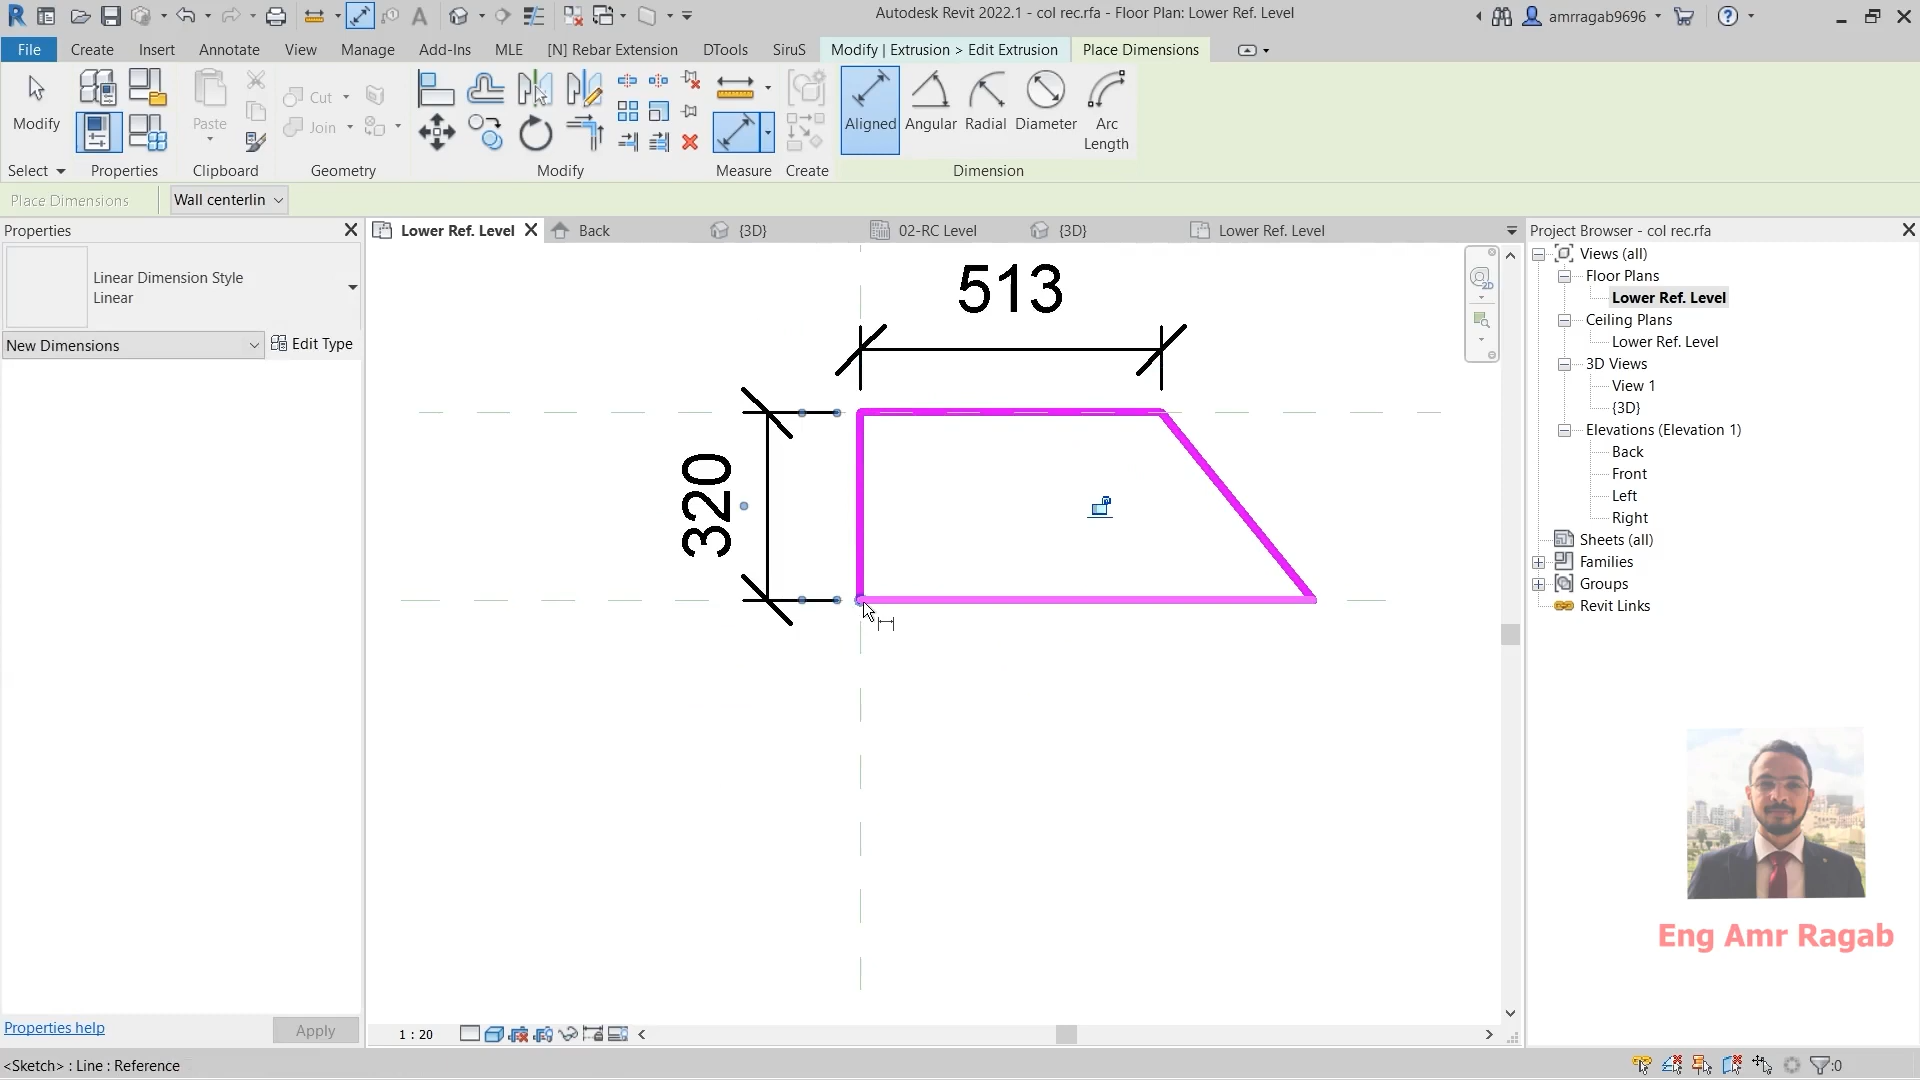 Autodesk Revit 2022.1 - col rec.rfa - Floor Plan: Lower Ref. Level
amrragab9696
File
Create
Insert
Annotate
View
Manage
Add-Ins
MLE
[N] Rebar Extension
DTools
SiruS
Modify | Extrusion > Edit Extrusion
Place Dimensions
Modify
Paste
Cut
Join
Aligned
Angular
Radial
Diameter
Arc
Length
Select
Properties
Clipboard
Geometry
Modify
Measure
Create
Dimension
Place Dimensions
Wall centerlin
Properties
Lower Ref. Level
Back
{3D}
02-RC Level
{3D}
Lower Ref. Level
Project Browser - col rec.rfa
Linear Dimension Style
Linear
New Dimensions
Edit Type
513
320
Views (all)
Floor Plans
Lower Ref. Level
Ceiling Plans
Lower Ref. Level
3D Views
View 1
{3D}
Elevations (Elevation 1)
Back
Front
Left
Right
Sheets (all)
Families
Groups
Revit Links
Eng Amr Ragab
Properties help
Apply
1 : 20
<Sketch> : Line : Reference
:0